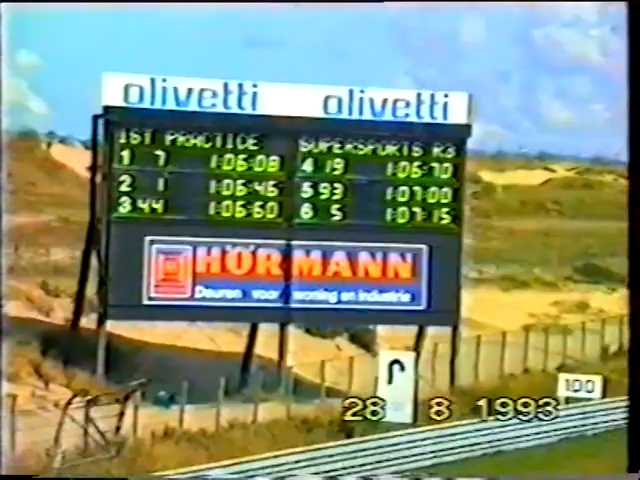 olivetti olivetti
1ST PRACTICE SUPERSPORTS R3
1 7 1:06:08 4 19 1:06:70
2 1 1:06:46 5 93 1:07:00
3 44 1:06:60 6 5 1:07:15
HÖRMANN
Deuren voor woning en industrie
100
28 8 1993